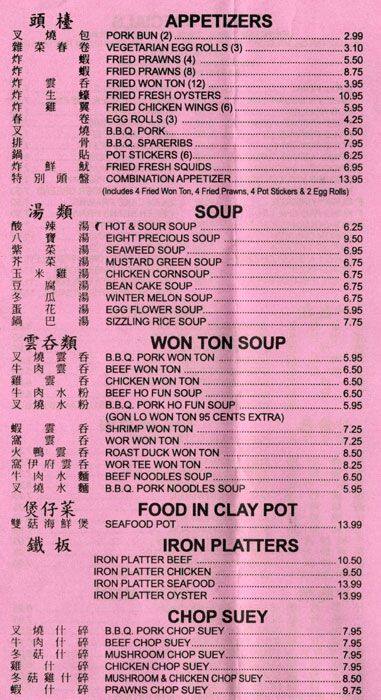 頭檯 APPETIZERS
叉燒包 PORK BUN (2) 2.99
雜菜春卷 VEGETARIAN EGG ROLLS (3) 3.10
炸蝦 FRIED PRAWNS (4) 5.50
炸蝦 FRIED PRAWNS (8) 8.75
炸雲吞 FRIED WON TON (12) 3.95
炸生蠔 FRIED FRESH OYSTERS 10.95
炸雞翼 FRIED CHICKEN WINGS (6) 5.95
春卷 EGG ROLLS (3) 4.25
叉燒 B.B.Q. PORK 6.50
排骨 B.B.Q. SPARERIBS 7.95
鍋貼 POT STICKERS (6) 6.25
炸鮮魷 FRIED FRESH SQUIDS 6.95
特別頭盤 COMBINATION APPETIZER 13.95
(Includes 4 Fried Won Ton, 4 Fried Prawns, 4 Pot Stickers & 2 Egg Rolls)
湯類 SOUP
酸辣湯 HOT & SOUR SOUP 6.25
八寶湯 EIGHT PRECIOUS SOUP 9.50
紫菜湯 SEAWEED SOUP 6.95
芥菜湯 MUSTARD GREEN SOUP 6.75
玉米雞湯 CHICKEN CORNSOUP 6.75
豆腐湯 BEAN CAKE SOUP 6.75
冬瓜湯 WINTER MELON SOUP 6.75
蛋花湯 EGG FLOWER SOUP 5.95
鍋巴湯 SIZZLING RICE SOUP 7.75
雲吞類 WON TON SOUP
叉燒雲吞 B.B.Q. PORK WON TON 5.95
牛肉雲吞 BEEF WON TON 6.50
雞雲吞 CHICKEN WON TON 6.50
牛肉水粉 BEEF HO FUN SOUP 6.50
叉燒水粉 B.B.Q. PORK HO FUN SOUP 5.95
(GON LO WON TON 95 CENTS EXTRA)
蝦雲吞 SHRIMP WON TON 7.25
窩雲吞 WOR WON TON 7.25
火鴨雲吞 ROAST DUCK WON TON 8.50
窩伊府雲吞 WOR TEE WON TON 8.25
牛肉水麵 BEEF NOODLES SOUP 6.50
叉燒水麵 B.B.Q. PORK NOODLES SOUP 5.95
煲仔菜 FOOD IN CLAY POT
雙菇海鮮煲 SEAFOOD POT 13.99
鐵板 IRON PLATTERS
IRON PLATTER BEEF 10.50
IRON PLATTER CHICKEN 9.50
IRON PLATTER SEAFOOD 13.99
IRON PLATTER OYSTER 13.99
CHOP SUEY
叉燒什碎 B.B.Q. PORK CHOP SUEY 7.95
牛肉什碎 BEEF CHOP SUEY 7.95
冬菇什碎 MUSHROOM CHOP SUEY 7.95
雞什碎 CHICKEN CHOP SUEY 7.95
冬菇雞什碎 MUSHROOM & CHICKEN CHOP SUEY 8.50
蝦什碎 PRAWNS CHOP SUEY 9.75